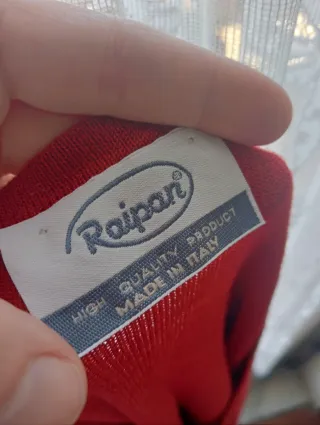 Raipan®
HIGH QUALITY PRODUCT
MADE IN ITALY